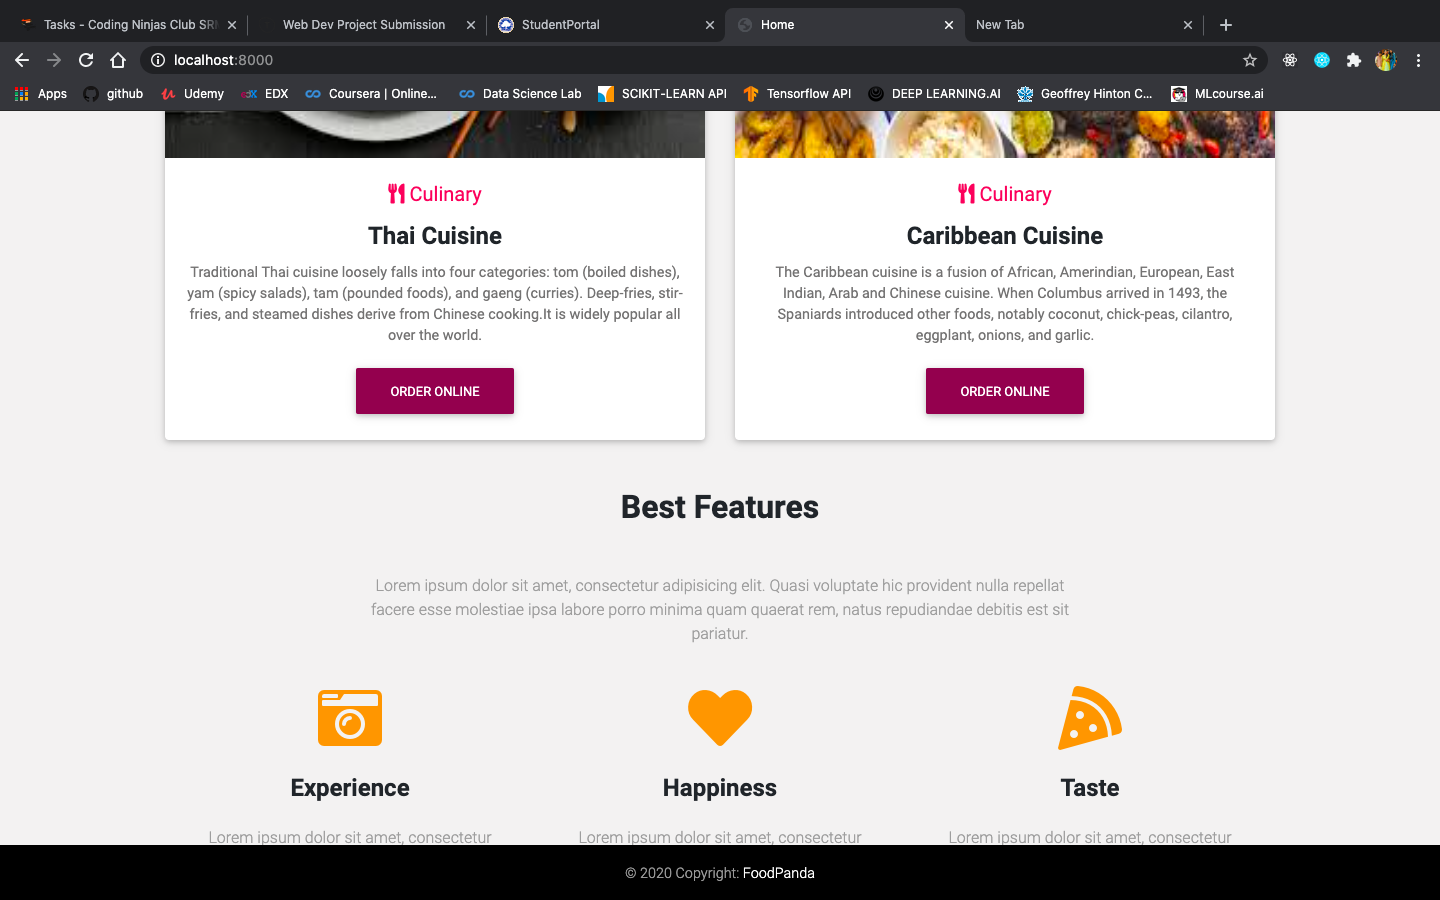 Tasks - Coding Ninjas Club SRM
Web Dev Project Submission
StudentPortal
Home
New Tab
localhost:8000
Apps
github
Udemy
EDX
Coursera | Online...
Data Science Lab
SCIKIT-LEARN API
Tensorflow API
DEEP LEARNING.AI
Geoffrey Hinton C...
MLcourse.ai
Culinary
Thai Cuisine
Traditional Thai cuisine loosely falls into four categories: tom (boiled dishes),
yam (spicy salads), tam (pounded foods), and gaeng (curries). Deep-fries, stir-
fries, and steamed dishes derive from Chinese cooking.It is widely popular all
over the world.
ORDER ONLINE
Culinary
Caribbean Cuisine
The Caribbean cuisine is a fusion of African, Amerindian, European, East
Indian, Arab and Chinese cuisine. When Columbus arrived in 1493, the
Spaniards introduced other foods, notably coconut, chick-peas, cilantro,
eggplant, onions, and garlic.
ORDER ONLINE
Best Features
Lorem ipsum dolor sit amet, consectetur adipisicing elit. Quasi voluptate hic provident nulla repellat
facere esse molestiae ipsa labore porro minima quam quaerat rem, natus repudiandae debitis est sit
pariatur.
Experience
Lorem ipsum dolor sit amet, consectetur
Happiness
Lorem ipsum dolor sit amet, consectetur
Taste
Lorem ipsum dolor sit amet, consectetur
© 2020 Copyright: FoodPanda